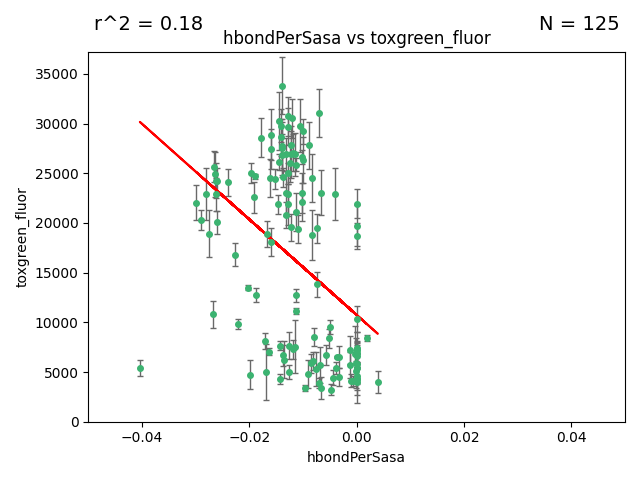 r^2 = 0.18
N = 125
hbondPerSasa vs toxgreen_fluor
35000
30000
25000
20000
15000
10000
5000
0
toxgreen_fluor
−0.04
−0.02
0.00
0.02
0.04
hbondPerSasa